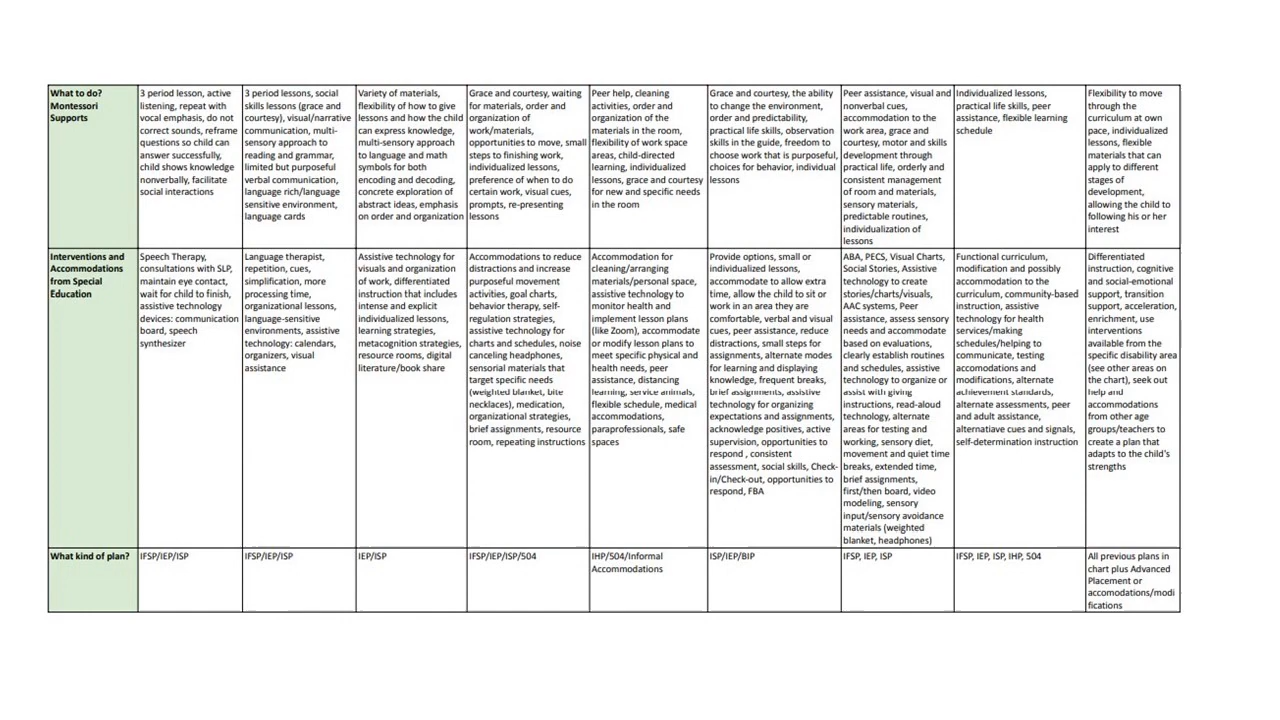 What to do?
Montessori
Supports
3 period lesson, active
listening, repeat with
vocal emphasis, do not
correct sounds, reframe
questions so child can
answer successfully,
child shows knowledge
nonverbally, facilitate
social interactions
3 period lessons, social
skills lessons (grace and
courtesy), visual/narrative
communication, multi-
sensory approach to
reading and grammar,
limited but purposeful
verbal communication,
language rich/language
sensitive environment,
language cards
Variety of materials,
flexibility of how to give
lessons and how the child
can express knowledge,
multi-sensory approach
to language and math
symbols for both
encoding and decoding,
concrete exploration of
abstract ideas, emphasis
on order and organization
Grace and courtesy, waiting
for materials, order and
organization of
work/materials,
opportunities to move, small
steps to finishing work,
individualized lessons,
preference of when to do
certain work, visual cues,
prompts, re-presenting
lessons
Peer help, cleaning
activities, order and
organization of the
materials in the room,
flexibility of work space
areas, child-directed
learning, individualized
lessons, grace and courtesy
for new and specific needs
in the room
Grace and courtesy, the ability
to change the environment,
order and predictability,
practical life skills, observation
skills in the guide, freedom to
choose work that is purposeful,
choices for behavior, individual
lessons
Peer assistance, visual and
nonverbal cues,
accommodation to the
work area, grace and
courtesy, motor and skills
development through
practical life, orderly and
consistent management
of room and materials,
sensory materials,
predictable routines,
individualization of
lessons
Individualized lessons,
practical life skills, peer
assistance, flexible learning
schedule
Flexibility to move
through the
curriculum at own
pace, individualized
lessons, flexible
materials that can
apply to different
stages of
development,
allowing the child to
following his or her
interest
Interventions and
Accommodations
from Special
Education
Speech Therapy,
consultations with SLP,
maintain eye contact,
wait for child to finish,
assistive technology
devices: communication
board, speech
synthesizer
Language therapist,
repetition, cues,
simplification, more
processing time,
organizational lessons,
language-sensitive
environments, assistive
technology: calendars,
organizers, visual
assistance
Assistive technology for
visuals and organization
of work, differentiated
instruction that includes
intense and explicit
individualized lessons,
learning strategies,
metacognition strategies,
resource rooms, digital
literature/book share
Accommodations to reduce
distractions and increase
purposeful movement
activities, goal charts,
behavior therapy, self-
regulation strategies,
assistive technology for
charts and schedules, noise
canceling headphones,
sensorial materials that
target specific needs
(weighted blanket, bite
necklaces), medication,
organizational strategies,
brief assignments, resource
room, repeating instructions
Accommodation for
cleaning/arranging
materials/personal space,
assistive technology to
monitor health and
implement lesson plans
(like Zoom), accommodate
or modify lesson plans to
meet specific physical and
health needs, peer
assistance, distancing
learning, service animals,
flexible schedule, medical
accommodations,
paraprofessionals, safe
spaces
Provide options, small or
individualized lessons,
accommodate to allow extra
time, allow the child to sit or
work in an area they are
comfortable, verbal and visual
cues, peer assistance, reduce
distractions, small steps for
assignments, alternate modes
for learning and displaying
knowledge, frequent breaks,
brief assignments, assistive
technology for organizing
expectations and assignments,
acknowledge positives, active
supervision, opportunities to
respond , consistent
assessment, social skills, Check-
in/Check-out, opportunities to
respond, FBA
ABA, PECS, Visual Charts,
Social Stories, Assistive
technology to create
stories/charts/visuals,
AAC systems, Peer
assistance, assess sensory
needs and accommodate
based on evaluations,
clearly establish routines
and schedules, assistive
technology to organize or
assist with giving
instructions, read-aloud
technology, alternate
areas for testing and
working, sensory diet,
movement and quiet time
breaks, extended time,
brief assignments,
first/then board, video
modeling, sensory
input/sensory avoidance
materials (weighted
blanket, headphones)
Functional curriculum,
modification and possibly
accommodation to the
curriculum, community-based
instruction, assistive
technology for health
services/making
schedules/helping to
communicate, testing
accomodations and
modifications, alternate
achievement standards,
alternate assessments, peer
and adult assistance,
alternatiave cues and signals,
self-determination instruction
Differentiated
instruction, cognitive
and social-emotional
support, transition
support, acceleration,
enrichment, use
interventions
available from the
specific disability area
(see other areas on
the chart), seek out
help and
accommodations
from other age
groups/teachers to
create a plan that
adapts to the child's
strengths
What kind of plan?
IFSP/IEP/ISP
IFSP/IEP/ISP
IEP/ISP
IFSP/IEP/ISP/504
IHP/504/Informal
Accommodations
ISP/IEP/BIP
IFSP, IEP, ISP
IFSP, IEP, ISP, IHP, 504
All previous plans in
chart plus Advanced
Placement or
accomodations/modi
fications